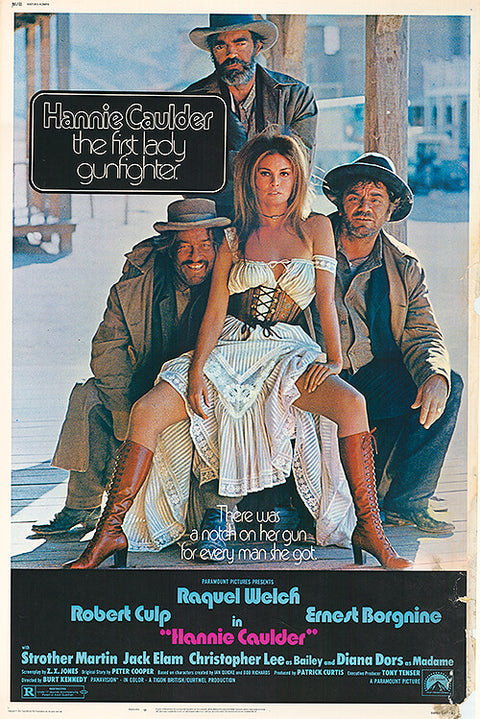 Hannie Caulder
the first lady
gunfighter.
There was
a notch on her gun
for every man she got.
PARAMOUNT PICTURES PRESENTS
Raquel Welch
Robert Culp in Ernest Borgnine
"Hannie Caulder"
with
Strother Martin Jack Elam Christopher Lee as Bailey and Diana Dors as Madame
Screenplay by Z. X. JONES Original Story by PETER COOPER Based on characters created by IAN QUICKE and BOB RICHARDS Produced by PATRICK CURTIS Executive Producer TONY TENSER
Directed by BURT KENNEDY PANAVISION® IN COLOR A TIGON BRITISH/CURTWEL PRODUCTION A PARAMOUNT PICTURE
R RESTRICTED
Paramount